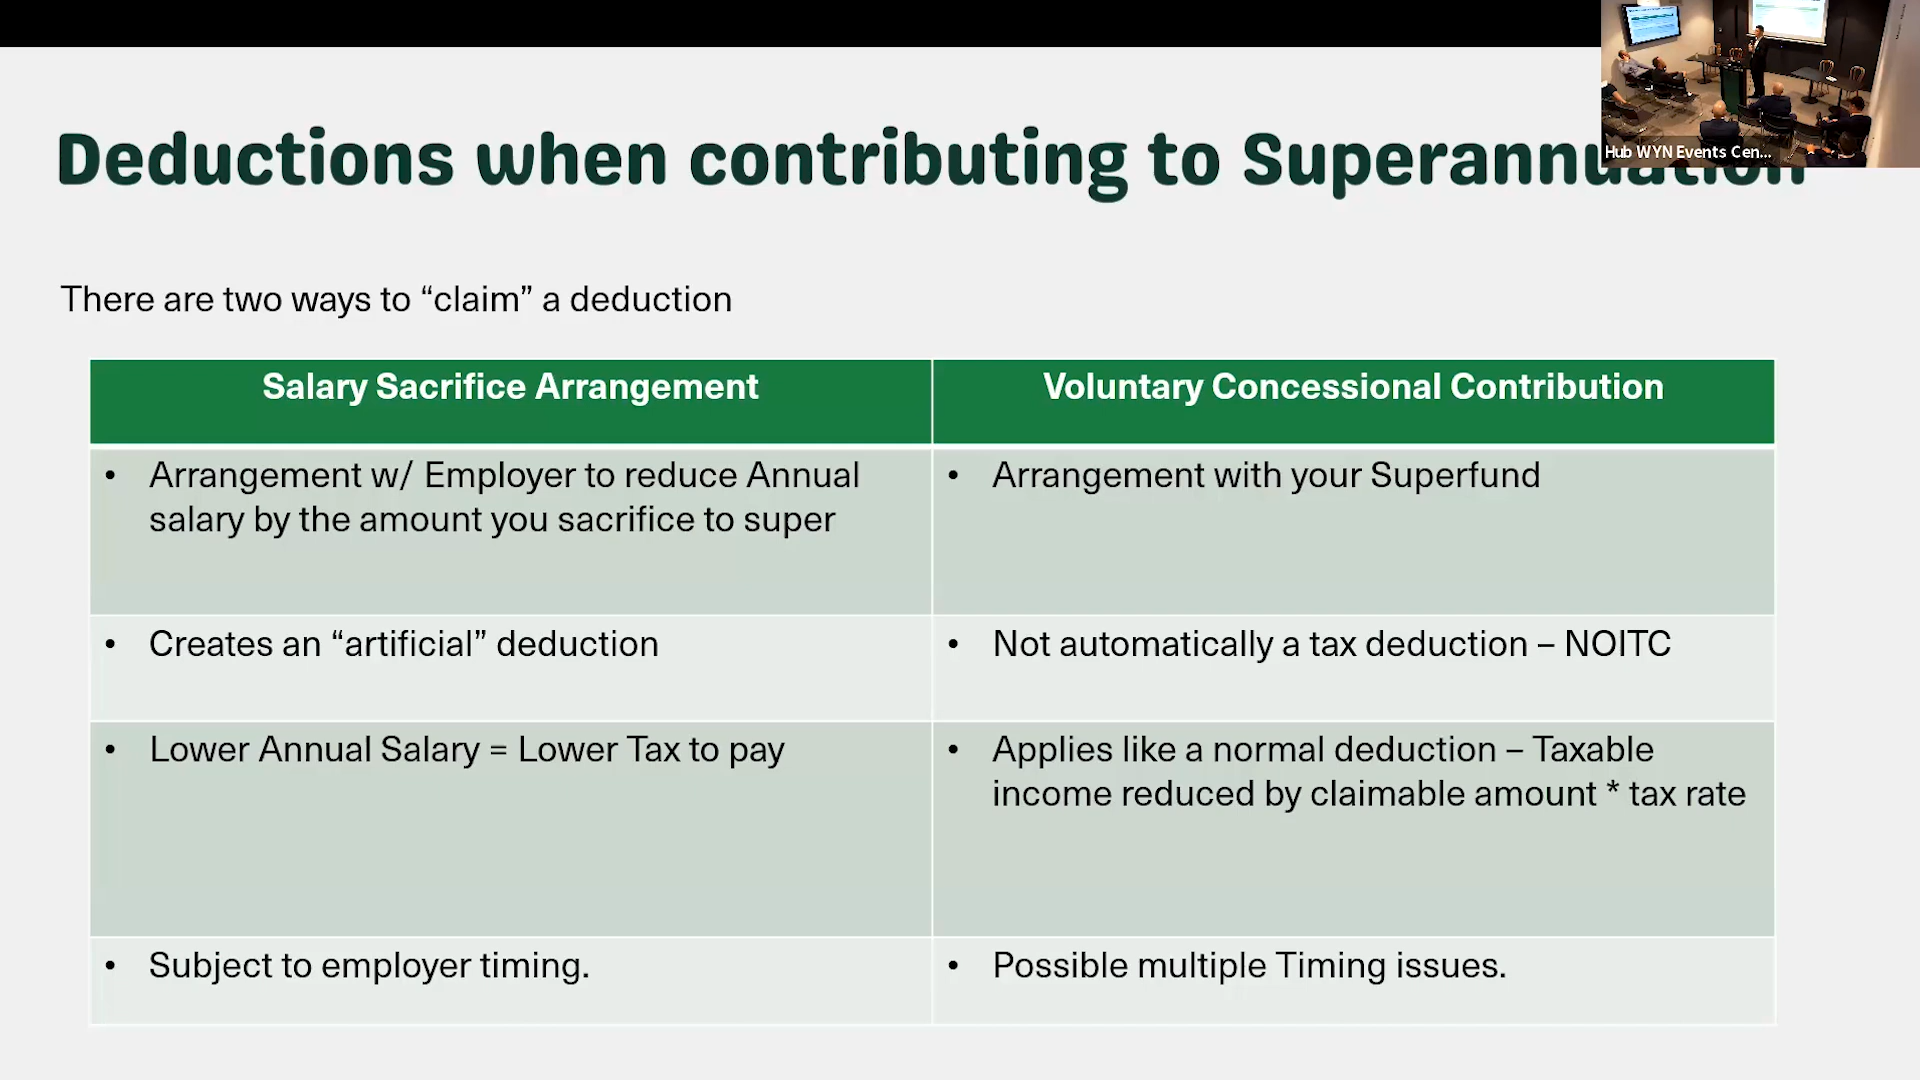 Deductions when contributing to Superannuation
Hub WYN Events Cen...
There are two ways to “claim” a deduction
Salary Sacrifice Arrangement
Voluntary Concessional Contribution
• Arrangement w/ Employer to reduce Annual
salary by the amount you sacrifice to super
• Arrangement with your Superfund
• Creates an “artificial” deduction
• Not automatically a tax deduction – NOITC
• Lower Annual Salary = Lower Tax to pay
• Applies like a normal deduction – Taxable
income reduced by claimable amount * tax rate
• Subject to employer timing.
• Possible multiple Timing issues.